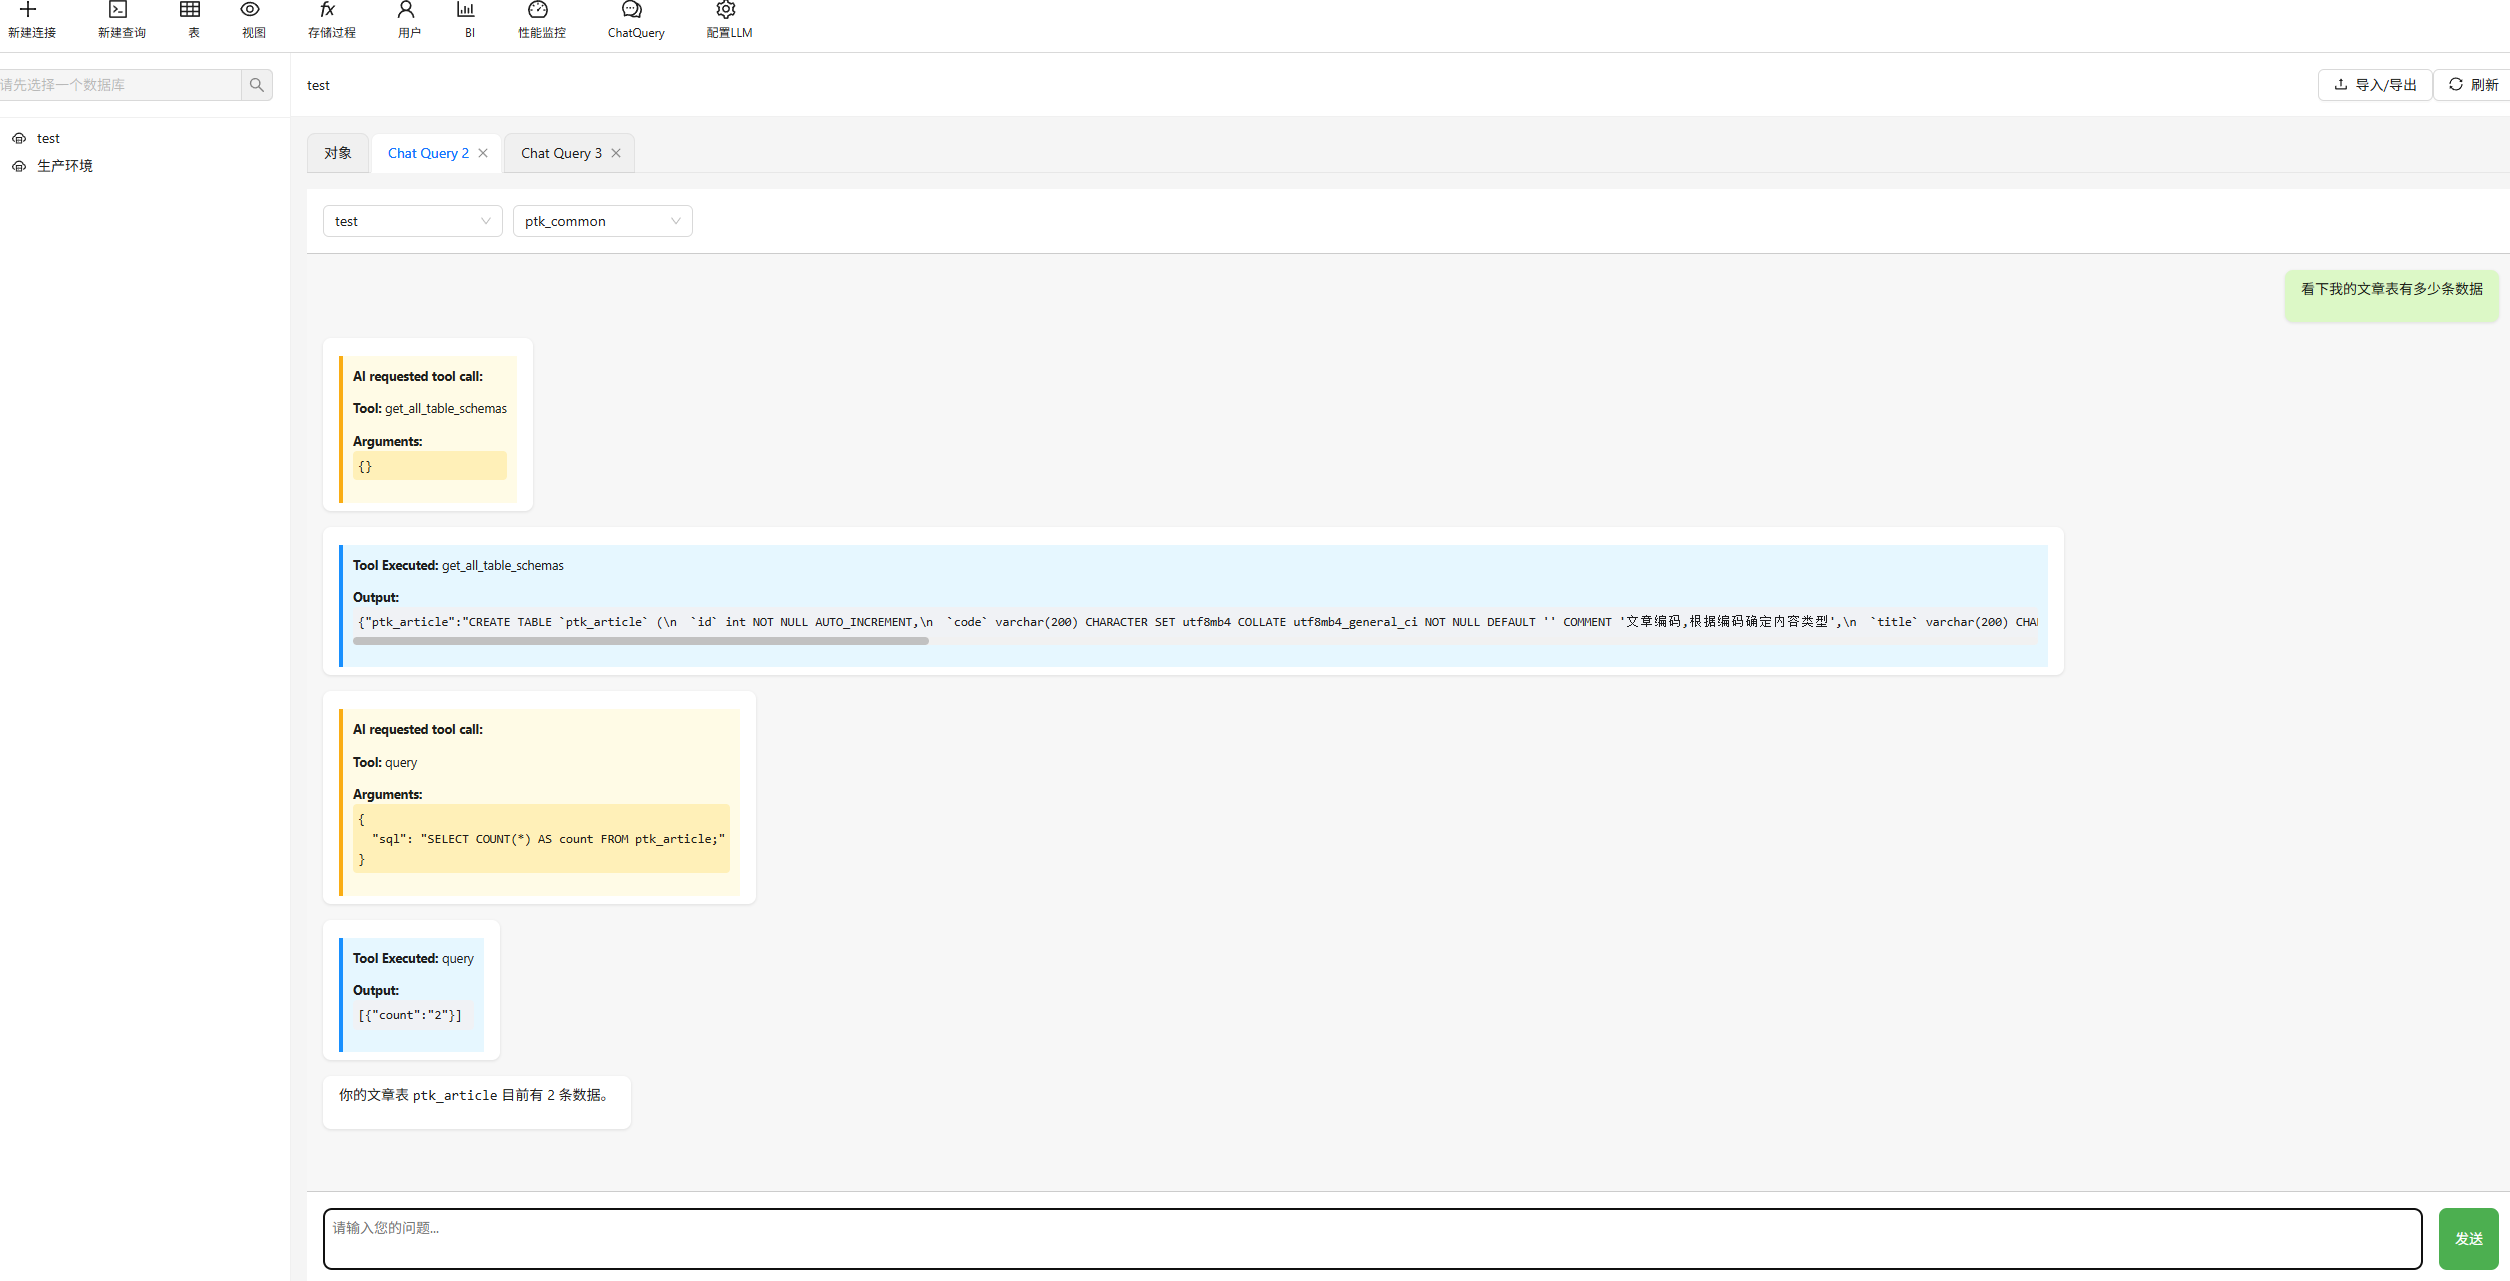 新建连接
新建查询
表
视图
fx
存储过程
用户
BI
性能监控
ChatQuery
配置LLM
请先选择一个数据库
test
生产环境
test
导入/导出
刷新
对象
Chat Query 2
Chat Query 3
test
ptk_common
看下我的文章表有多少条数据
AI requested tool call:
Tool: get_all_table_schemas
Arguments:
{}
Tool Executed: get_all_table_schemas
Output:
{"ptk_article":"CREATE TABLE `ptk_article` (\n  `id` int NOT NULL AUTO_INCREMENT,\n  `code` varchar(200) CHARACTER SET utf8mb4 COLLATE utf8mb4_general_ci NOT NULL DEFAULT '' COMMENT '文章编码,根据编码确定内容类型',\n  `title` varchar(200) CHA
AI requested tool call:
Tool: query
Arguments:
{
  "sql": "SELECT COUNT(*) AS count FROM ptk_article;"
}
Tool Executed: query
Output:
[{"count":"2"}]
你的文章表 ptk_article 目前有 2 条数据。
请输入您的问题...
发送